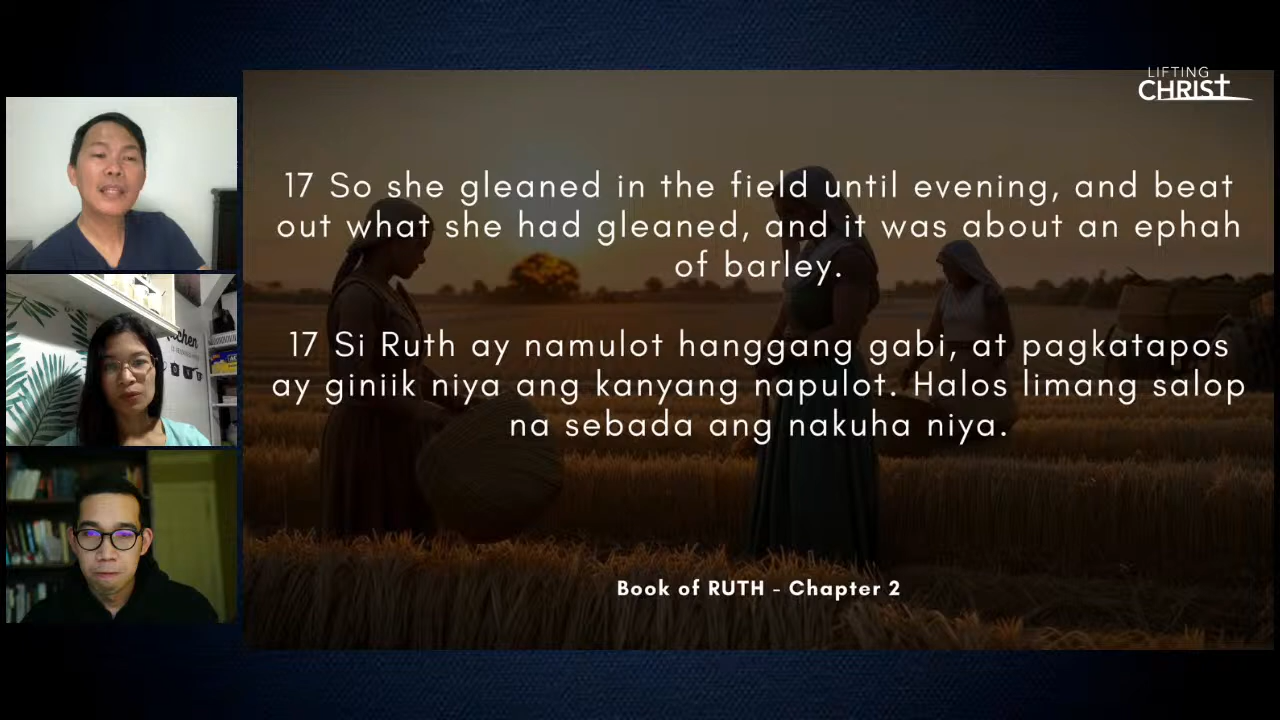 LIFTING
CHRIST
17 So she gleaned in the field until evening, and beat
out what she had gleaned, and it was about an ephah
of barley.
17 Si Ruth ay namulot hanggang gabi, at pagkatapos
ay giniik niya ang kanyang napulot. Halos limang salop
na sebada ang nakuha niya.
Book of RUTH - Chapter 2